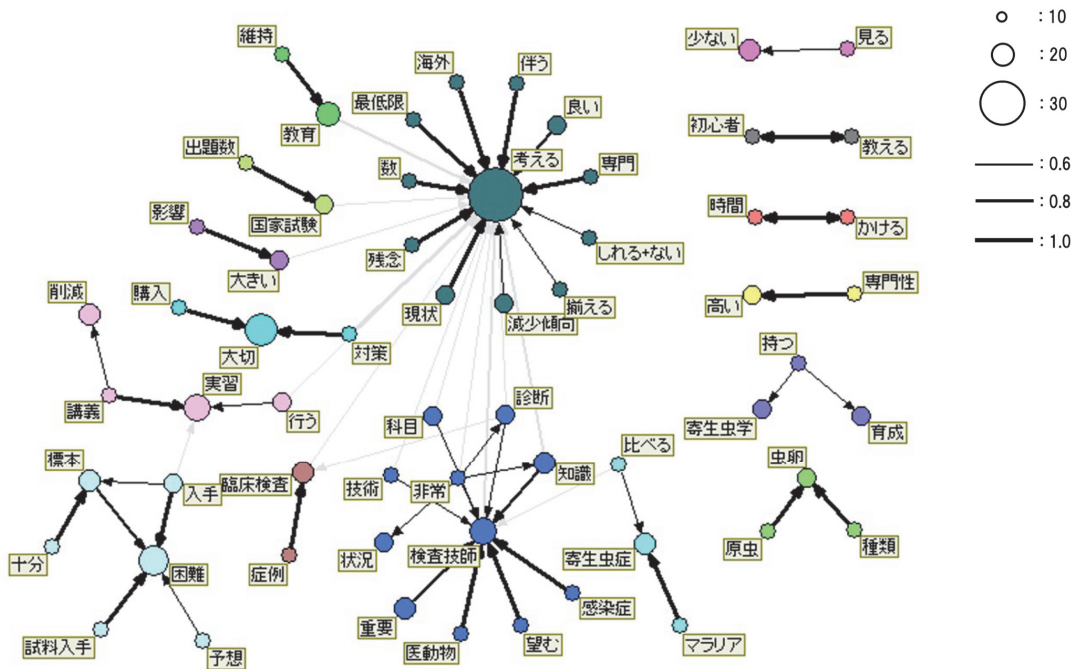 維持
教育
出題数
国家試験
影響
大きい
購入
大切
対策
削減
講義
実習
行う
標本
入手
十分
困難
試料入手
予想
臨床検査
症例
海外
伴う
最低限
良い
考える
数
専門
残念
しれる+ない
現状
減少傾向
揃える
科目
診断
技術
非常
知識
状況
検査技師
重要
医動物
望む
感染症
比べる
寄生虫症
マラリア
少ない
見る
初心者
教える
時間
かける
高い
専門性
持つ
寄生虫学
育成
虫卵
原虫
種類
: 10
: 20
: 30
: 0.6
: 0.8
: 1.0